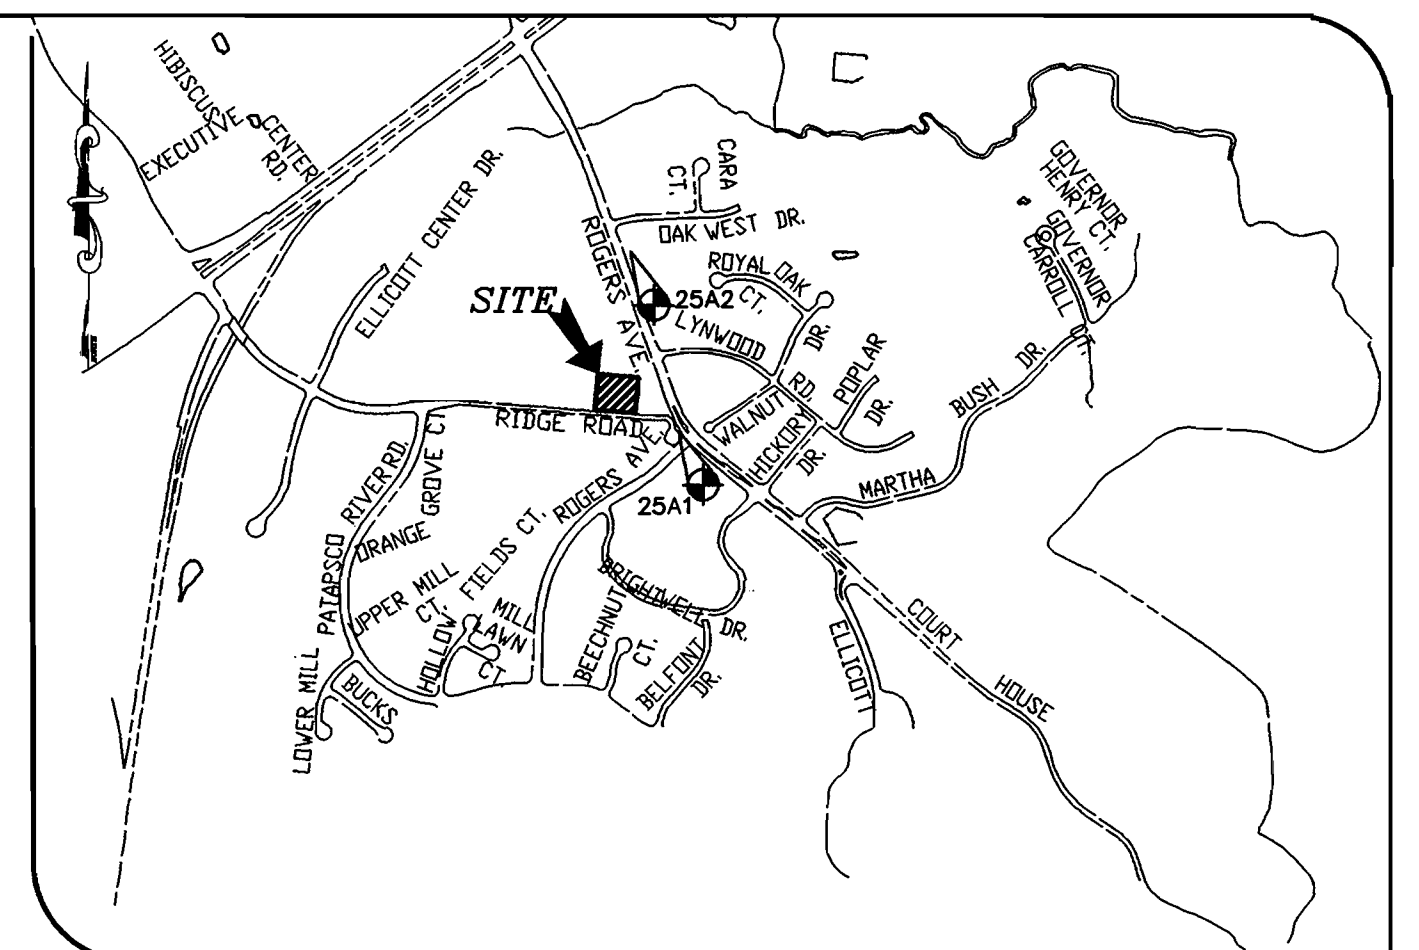 HIBISCUS
EXECUTIVE
CENTER
RD.
ELLICOTT CENTER DR.
CARA
CT.
OAK WEST DR.
ROGERS AVE.
GOVERNOR
HENRY CT.
GOVERNOR
CARROLL
CT.
ROYAL OAK
CT.
SITE
25A2
LYNWOOD
RD.
DR.
POPLAR
DR.
BUSH DR.
MARTHA
WALNUT
HICKORY
DR.
RIDGE ROAD
ROGERS AVE.
25A1
PATAPSCO RIVER RD.
GROVE CT
ORANGE
UPPER MILL
CT.
FIELDS CT.
HOLLOW
MILL
LAWN
CT.
BRIGHTWELL DR.
BEECHNUT
CT.
BELFONT
DR.
LOWER MILL
BUCKS
ELLICOTT
COURT
HOUSE